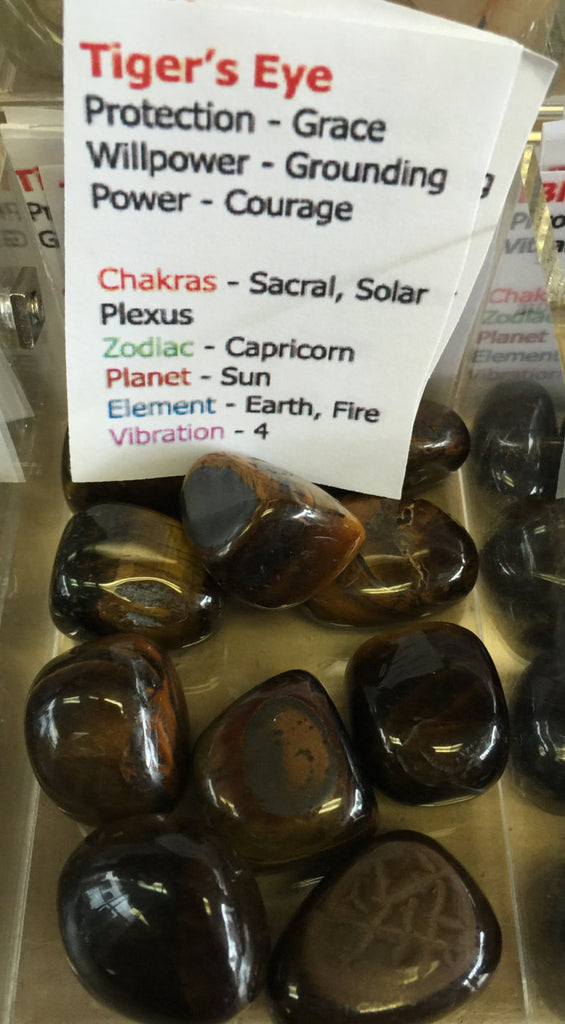 Tiger's Eye
Protection - Grace
Willpower - Grounding
Power - Courage
Chakras - Sacral, Solar
Plexus
Zodiac - Capricorn
Planet - Sun
Element - Earth, Fire
Vibration - 4